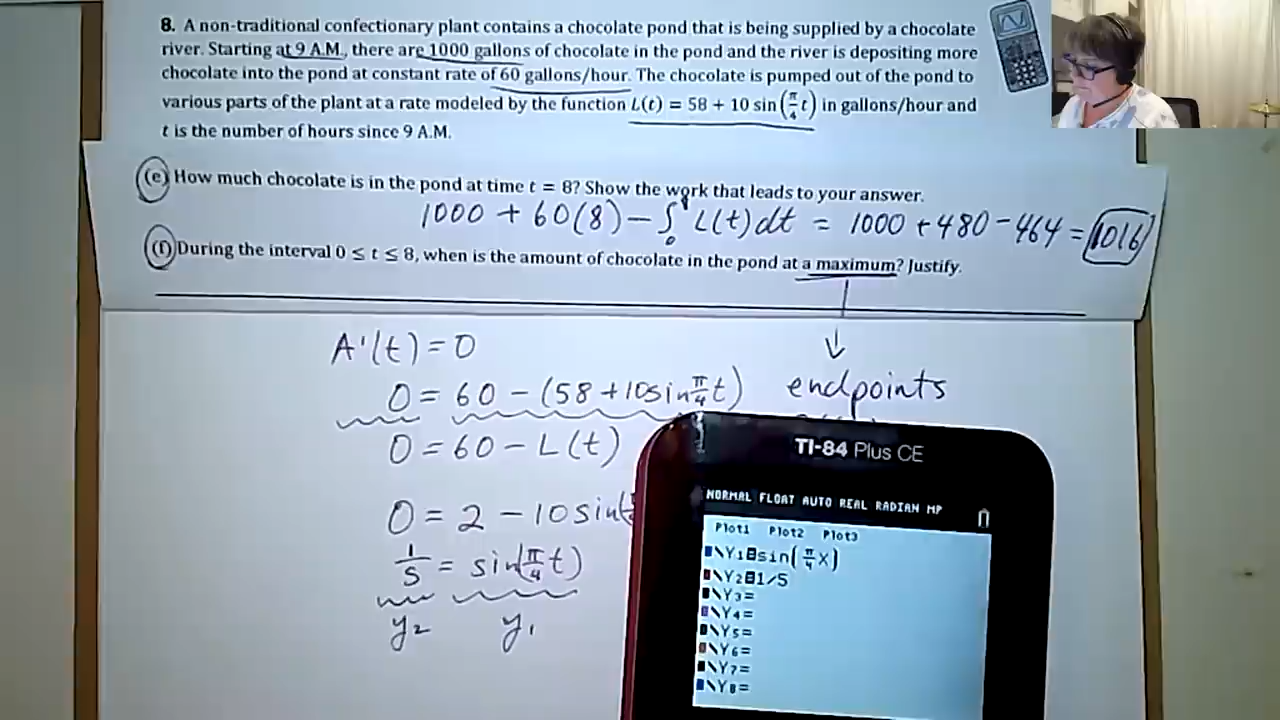 8. A non-traditional confectionary plant contains a chocolate pond that is being supplied by a chocolate
river. Starting at 9 A.M., there are 1000 gallons of chocolate in the pond and the river is depositing more
chocolate into the pond at constant rate of 60 gallons/hour. The chocolate is pumped out of the pond to
various parts of the plant at a rate modeled by the function L(t) = 58 + 10 sin(π/4 t) in gallons/hour and
t is the number of hours since 9 A.M.
(e) How much chocolate is in the pond at time t = 8? Show the work that leads to your answer.
1000 + 60(8) − ∫₀⁸ L(t)dt = 1000 + 480 − 464 = 1016
(f) During the interval 0 ≤ t ≤ 8, when is the amount of chocolate in the pond at a maximum? Justify.
A'(t) = 0
0 = 60 − (58 + 10sin π/4 t)
endpoints
0 = 60 − L(t)
0 = 2 − 10sin(
1/5 = sin(π/4 t)
y₂ y₁
TI-84 Plus CE
NORMAL FLOAT AUTO REAL RADIAN MP
Plot1 Plot2 Plot3
\Y₁=sin(π/4 X)
\Y₂=1/5
\Y₃=
\Y₄=
\Y₅=
\Y₆=
\Y₇=
\Y₈=